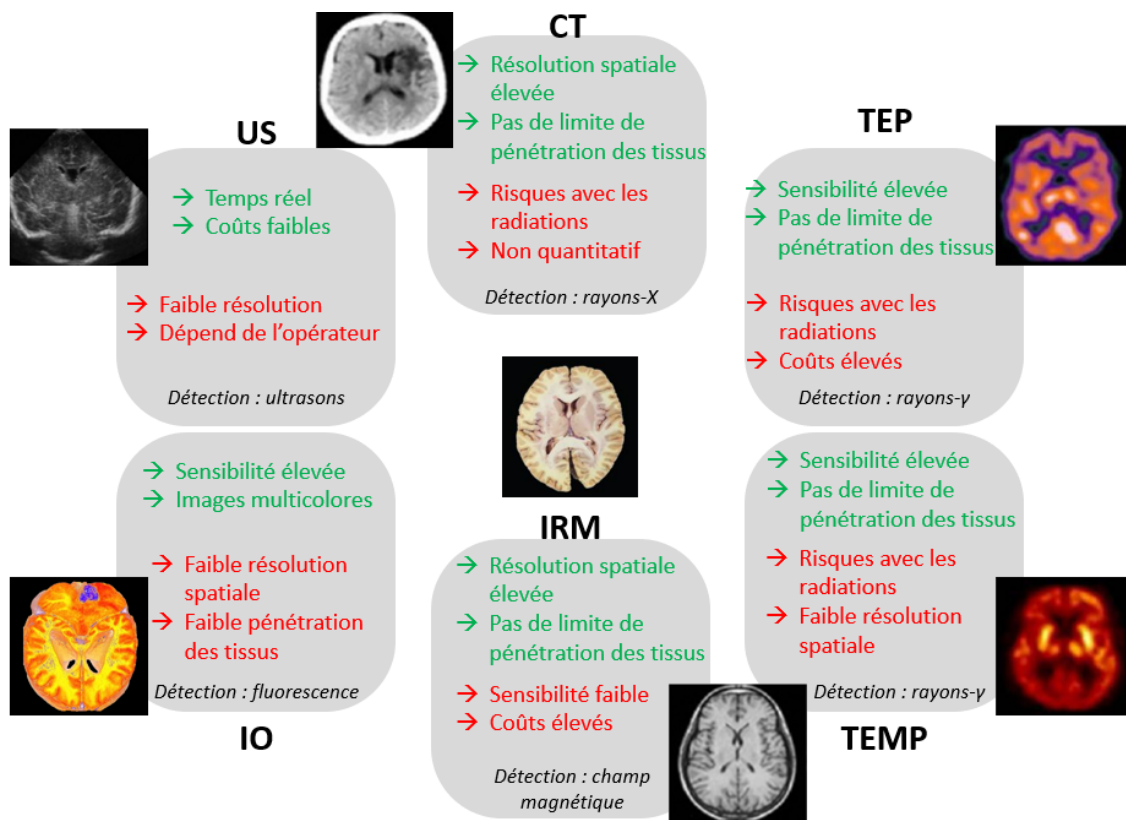 CT
→ Résolution spatiale
élevée
→ Pas de limite de
pénétration des tissus
→ Risques avec les
radiations
→ Non quantitatif
Détection : rayons-X
US
→ Temps réel
→ Coûts faibles
→ Faible résolution
→ Dépend de l’opérateur
Détection : ultrasons
TEP
→ Sensibilité élevée
→ Pas de limite de
pénétration des tissus
→ Risques avec les
radiations
→ Coûts élevés
Détection : rayons-γ
→ Sensibilité élevée
→ Images multicolores
→ Faible résolution
spatiale
→ Faible pénétration
des tissus
Détection : fluorescence
IO
IRM
→ Résolution spatiale
élevée
→ Pas de limite de
pénétration des tissus
→ Sensibilité faible
→ Coûts élevés
Détection : champ
magnétique
→ Sensibilité élevée
→ Pas de limite de
pénétration des tissus
→ Risques avec les
radiations
→ Faible résolution
spatiale
Détection : rayons-γ
TEMP